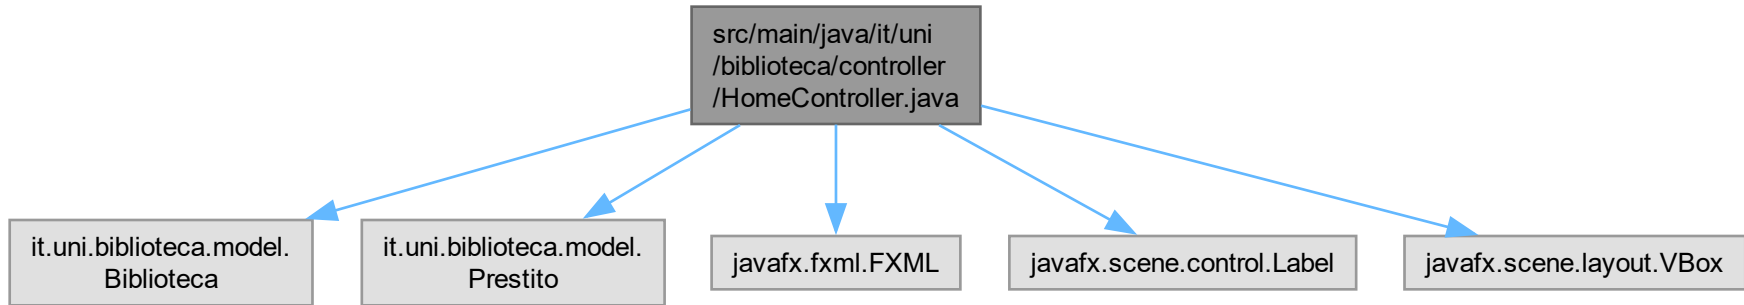 src/main/java/it/uni
/biblioteca/controller
/HomeController.java
it.uni.biblioteca.model.
Biblioteca
it.uni.biblioteca.model.
Prestito
javafx.fxml.FXML
javafx.scene.control.Label
javafx.scene.layout.VBox